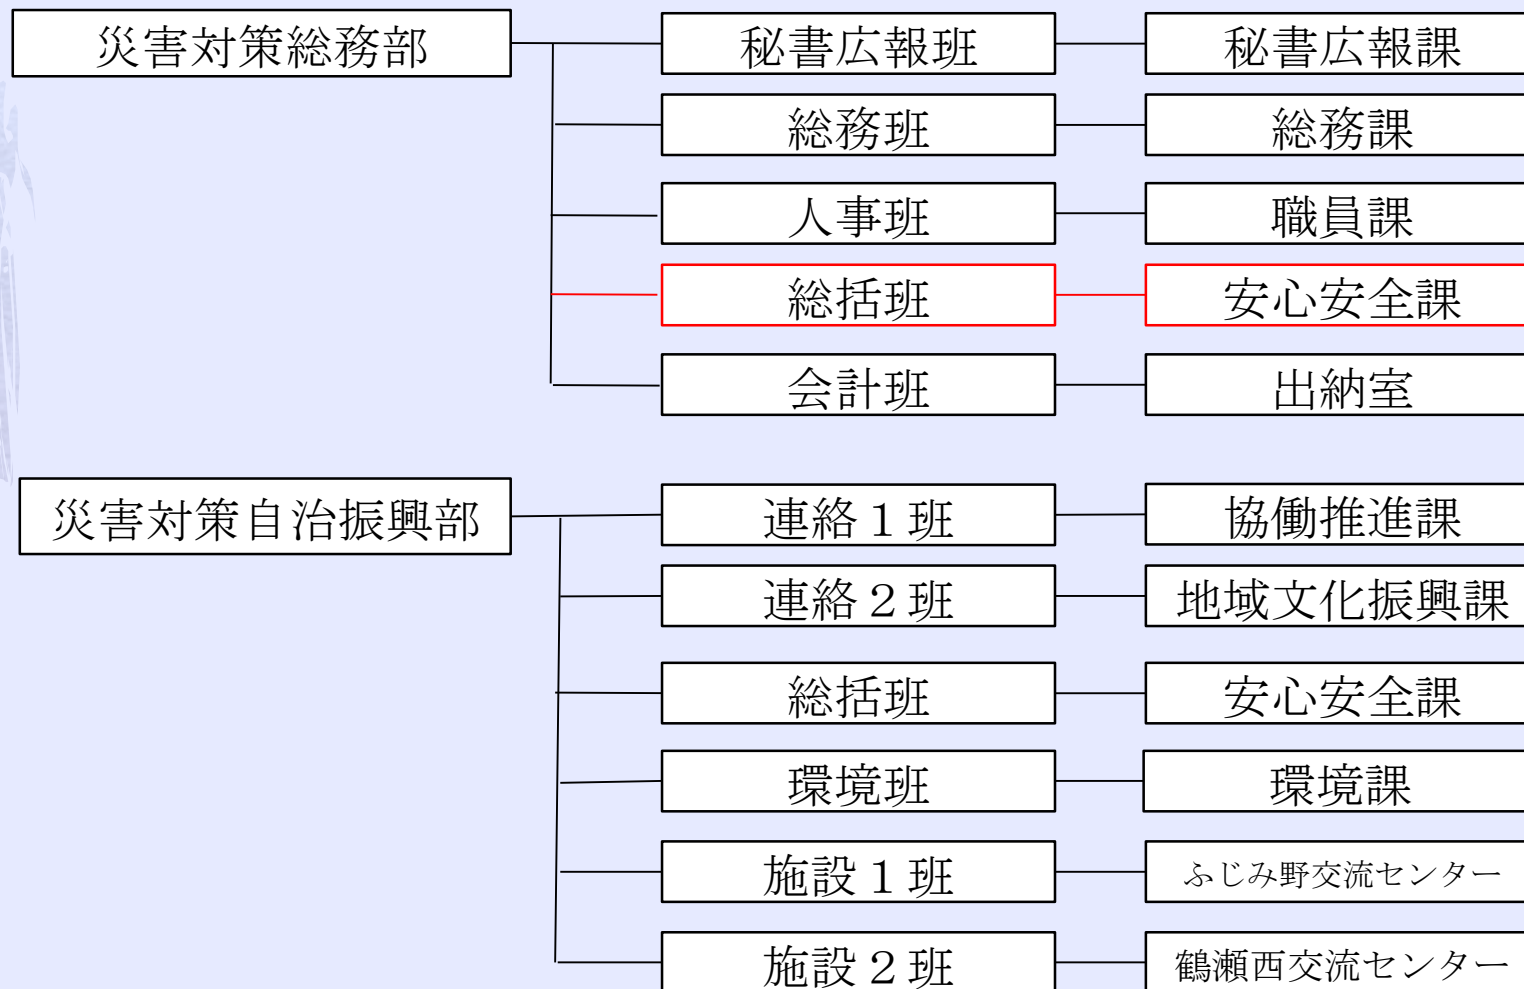 災害対策総務部 秘書広報班 秘書広報課
総務班 総務課
人事班 職員課
総括班 安心安全課
会計班 出納室
災害対策自治振興部 連絡１班 協働推進課
連絡２班 地域文化振興課
総括班 安心安全課
環境班 環境課
施設１班 ふじみ野交流センター
施設２班 鶴瀬西交流センター